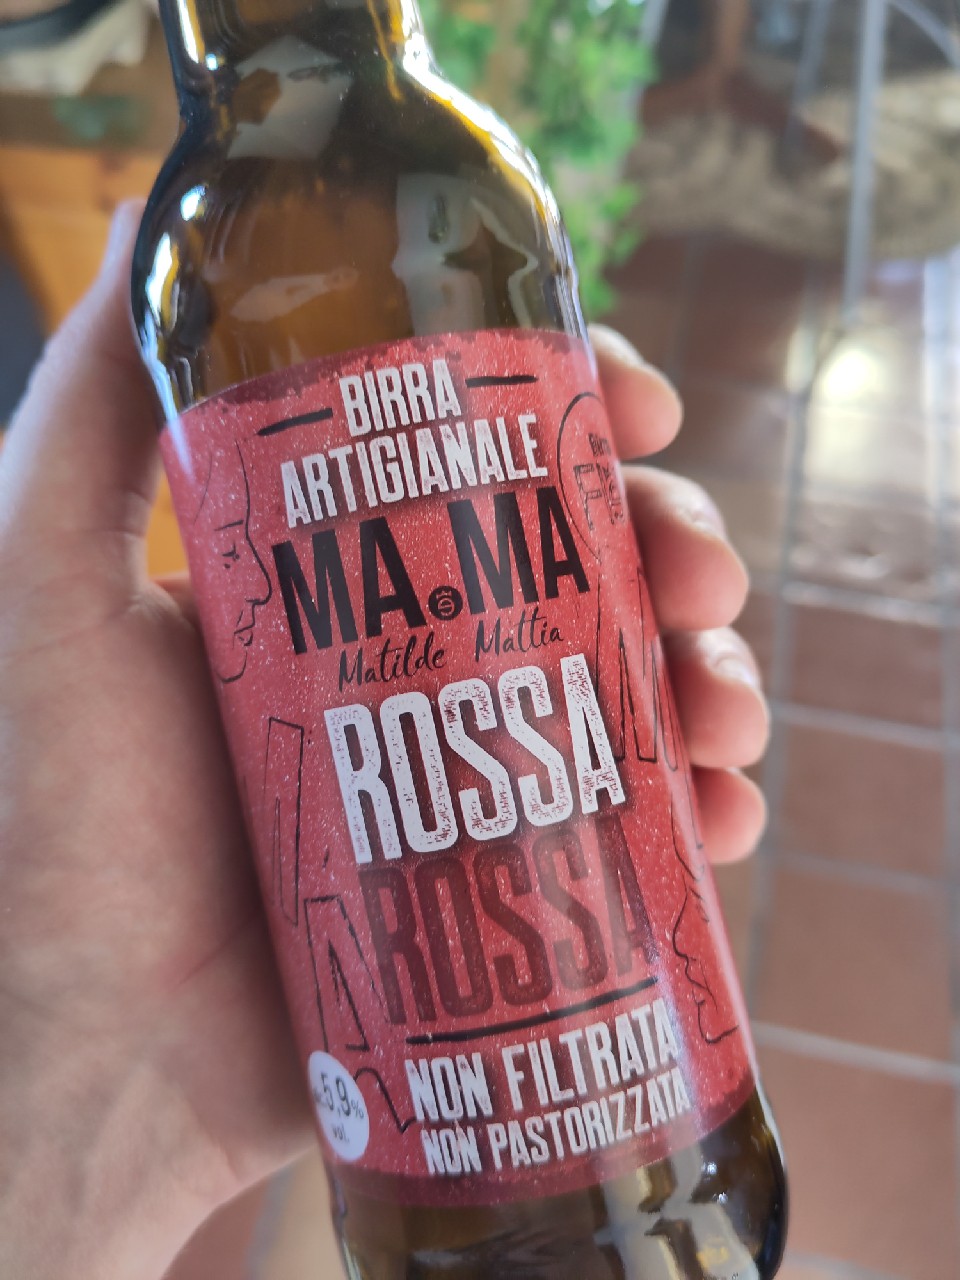 BIRRA
ARTIGIANALE
MA MA
Matilde Mattia
ROSSA
ROSSA
NON FILTRATA
NON PASTORIZZATA
5,9%
vol.